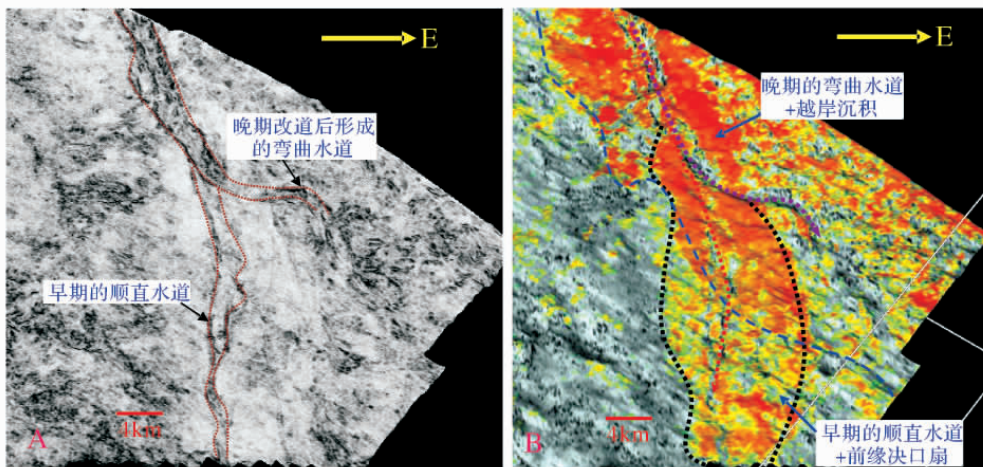 E
晚期改道后形成
的弯曲水道
早期的顺直水道
1km
A
E
晚期的弯曲水道
+越岸沉积
1km
B
早期的顺直水道
+前缘决口扇